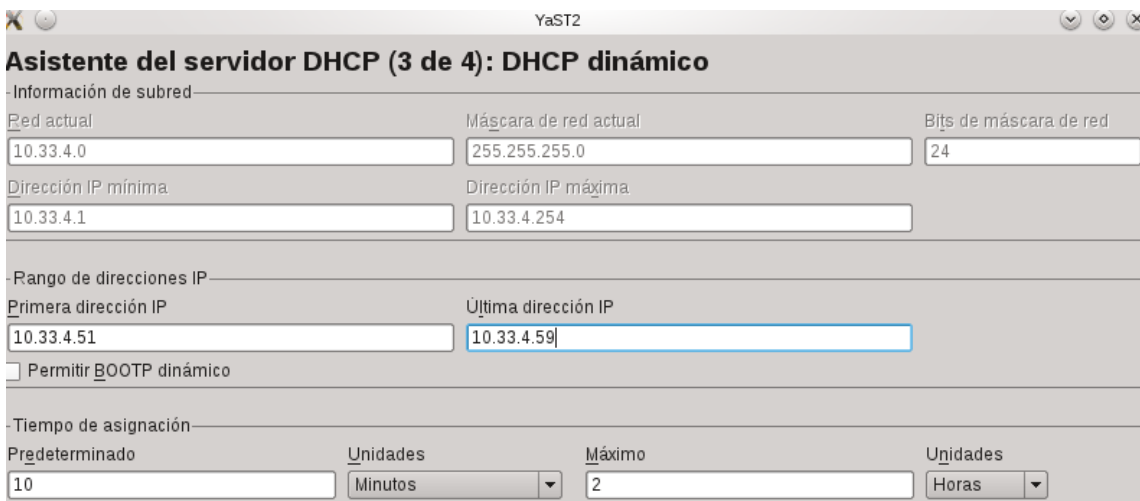 YaST2
Asistente del servidor DHCP (3 de 4): DHCP dinámico
Información de subred
Red actual Máscara de red actual Bits de máscara de red
10.33.4.0 255.255.255.0 24
Dirección IP mínima Dirección IP máxima
10.33.4.1 10.33.4.254
Rango de direcciones IP
Primera dirección IP Última dirección IP
10.33.4.51 10.33.4.59
Permitir BOOTP dinámico
Tiempo de asignación
Predeterminado Unidades Máximo Unidades
10 Minutos 2 Horas